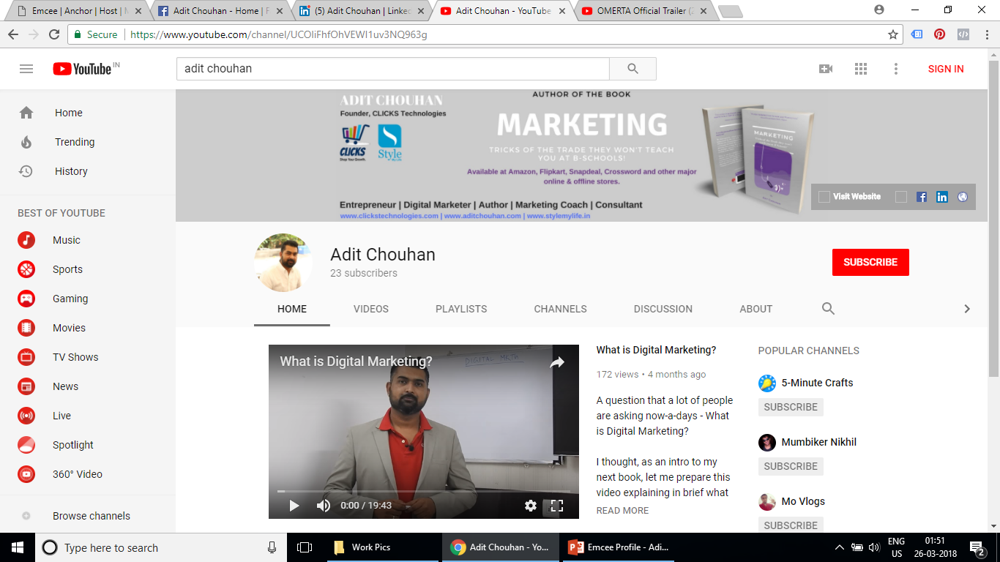 Emcee | Anchor | Host | M
Adit Chouhan - Home | F
(5) Adit Chouhan | Linke
Adit Chouhan - YouTube
OMERTA Official Trailer (2
Secure
https://www.youtube.com/channel/UCOliFhfOhVEWI1uv3NQ963g
YouTube IN
adit chouhan
SIGN IN
Home
Trending
History
BEST OF YOUTUBE
Music
Sports
Gaming
Movies
TV Shows
News
Live
Spotlight
360° Video
Browse channels
ADIT CHOUHAN
Founder, CLICKS Technologies
CLICKS
Style
AUTHOR OF THE BOOK
MARKETING
TRICKS OF THE TRADE THEY WON'T TEACH
YOU AT B-SCHOOLS!
Available at Amazon, Flipkart, Snapdeal, Crossword and other major
online & offline stores.
Entrepreneur | Digital Marketer | Author | Marketing Coach | Consultant
www.clickstechnologies.com | www.aditchouhan.com | www.stylemylife.in
MARKETING
Visit Website
Adit Chouhan
23 subscribers
SUBSCRIBE
HOME
VIDEOS
PLAYLISTS
CHANNELS
DISCUSSION
ABOUT
What is Digital Marketing?
DIGITAL MKTN
0:00 / 19:43
What is Digital Marketing?
172 views • 4 months ago
A question that a lot of people
are asking now-a-days - What
is Digital Marketing?
I thought, as an intro to my
next book, let me prepare this
video explaining in brief what
READ MORE
POPULAR CHANNELS
5-Minute Crafts
SUBSCRIBE
Mumbiker Nikhil
SUBSCRIBE
Mo Vlogs
SUBSCRIBE
Type here to search
Work Pics
Adit Chouhan - Yo...
Emcee Profile - Adi...
ENG
US
01:51
26-03-2018
2